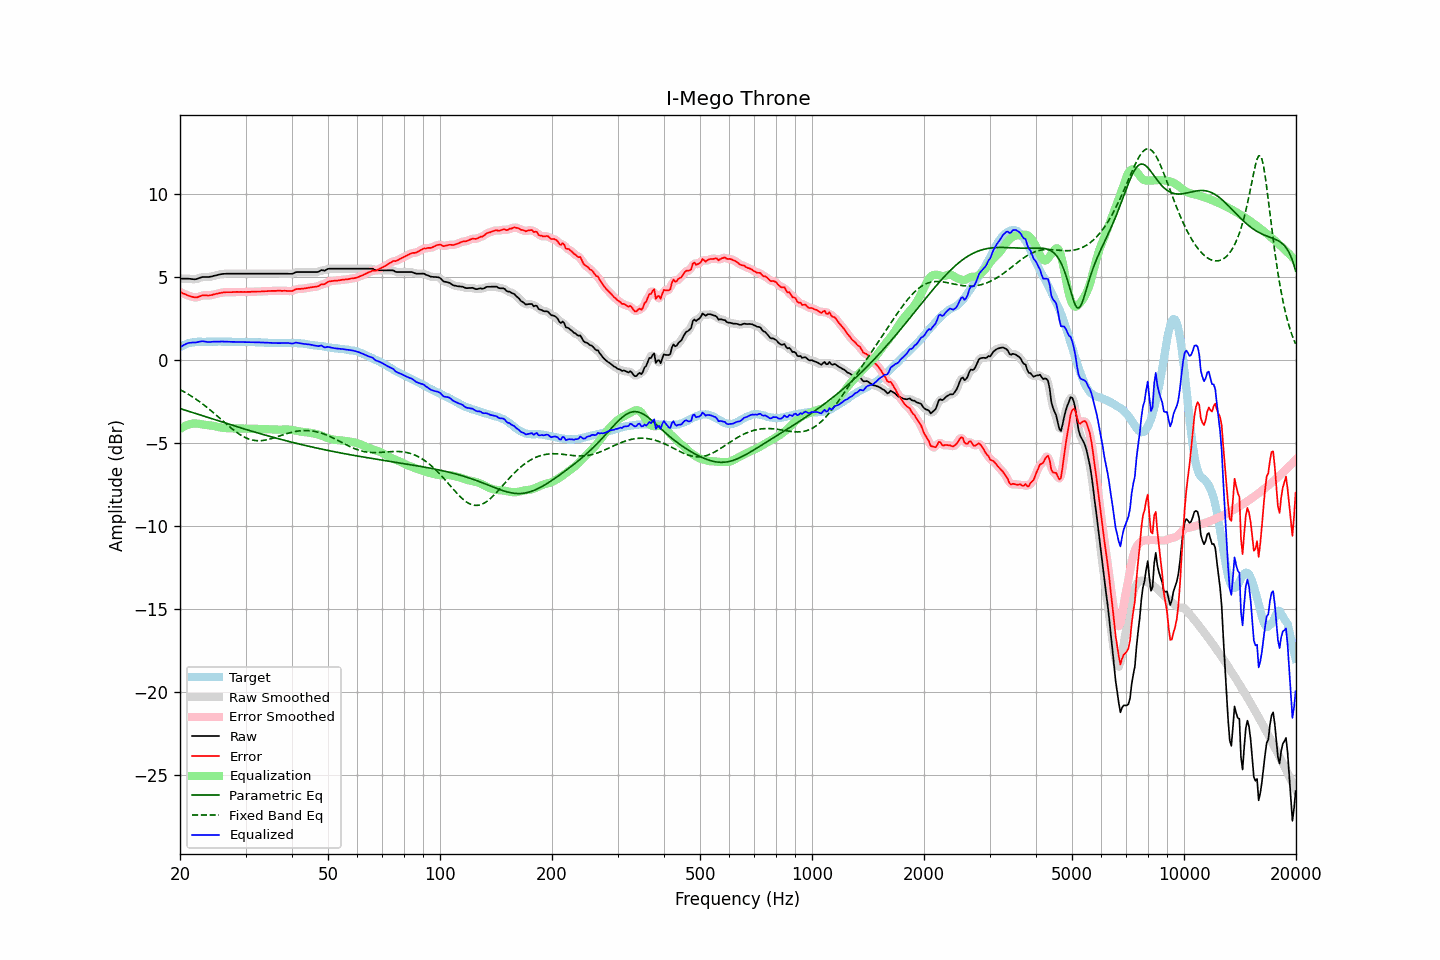 I-Mego Throne
Amplitude (dBr)
10
5
0
−5
−10
−15
−20
−25
Target
Raw Smoothed
Error Smoothed
Raw
Error
Equalization
Parametric Eq
Fixed Band Eq
Equalized
20 50 100 200 500 1000 2000 5000 10000 20000
Frequency (Hz)